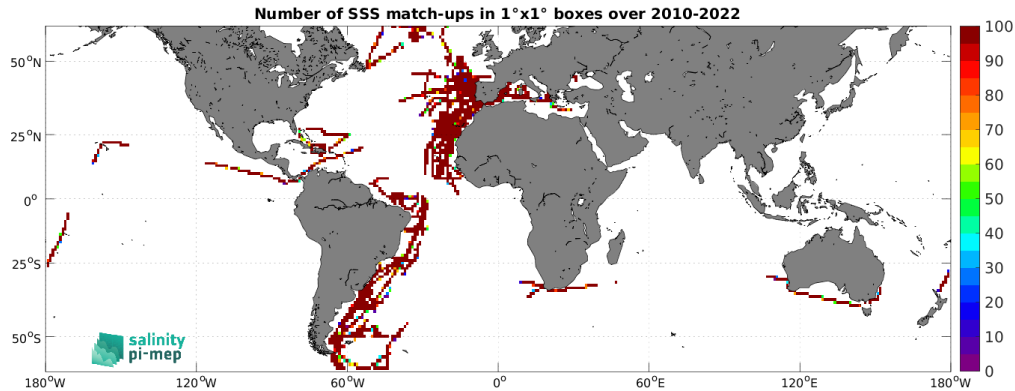 Number of SSS match-ups in 1°x1° boxes over 2010-2022
50°N
25°N
0°
25°S
50°S
180°W
120°W
60°W
0°
60°E
120°E
180°W
100
90
80
70
60
50
40
30
20
10
0
salinity
pi-mep